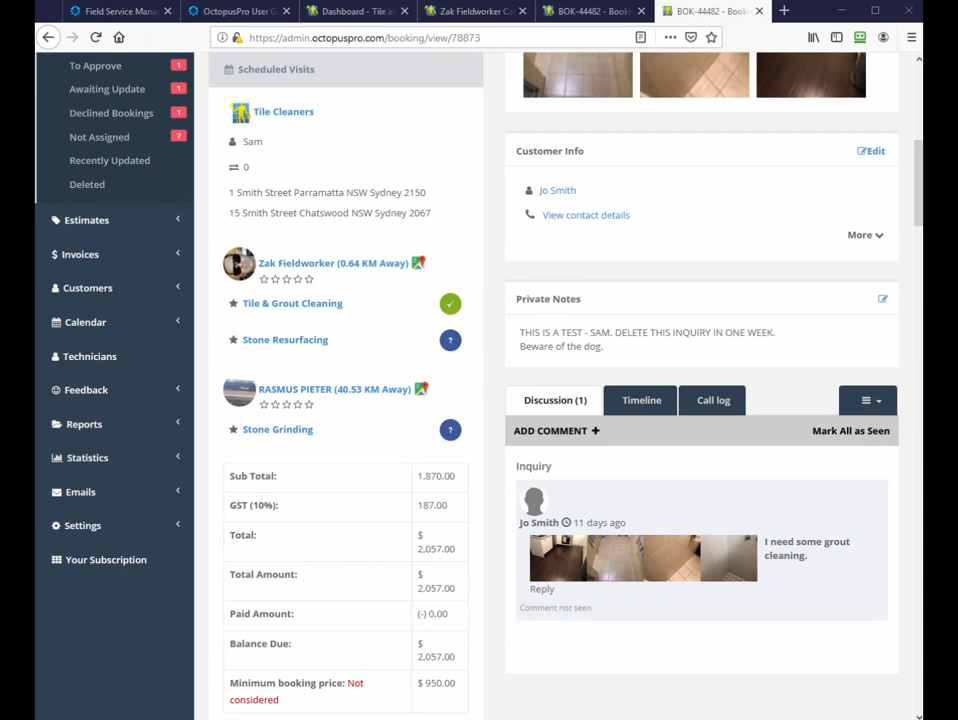 Field Service Mana
OctopusPro User G
Dashboard - Tile a
Zak Fieldworker Ca
BOK-44482 - Booki
BOK-44482 - Booki
https://admin.octopuspro.com/booking/view/78873
To Approve 1
Awaiting Update 1
Declined Bookings 1
Not Assigned 7
Recently Updated
Deleted
Estimates
Invoices
Customers
Calendar
Technicians
Feedback
Reports
Statistics
Emails
Settings
Your Subscription
Scheduled Visits
Tile Cleaners
Sam
0
1 Smith Street Parramatta NSW Sydney 2150
15 Smith Street Chatswood NSW Sydney 2067
Zak Fieldworker (0.64 KM Away)
Tile & Grout Cleaning
Stone Resurfacing ?
RASMUS PIETER (40.53 KM Away)
Stone Grinding ?
Sub Total: 1,870.00
GST (10%): 187.00
Total: $
2,057.00
Total Amount: $
2,057.00
Paid Amount: (-) 0.00
Balance Due: $
2,057.00
Minimum booking price: Not $ 950.00
considered
Customer Info Edit
Jo Smith
View contact details
More
Private Notes
THIS IS A TEST - SAM. DELETE THIS INQUIRY IN ONE WEEK.
Beware of the dog.
Discussion (1) Timeline Call log
ADD COMMENT + Mark All as Seen
Inquiry
Jo Smith 11 days ago
I need some grout
cleaning.
Reply
Comment not seen